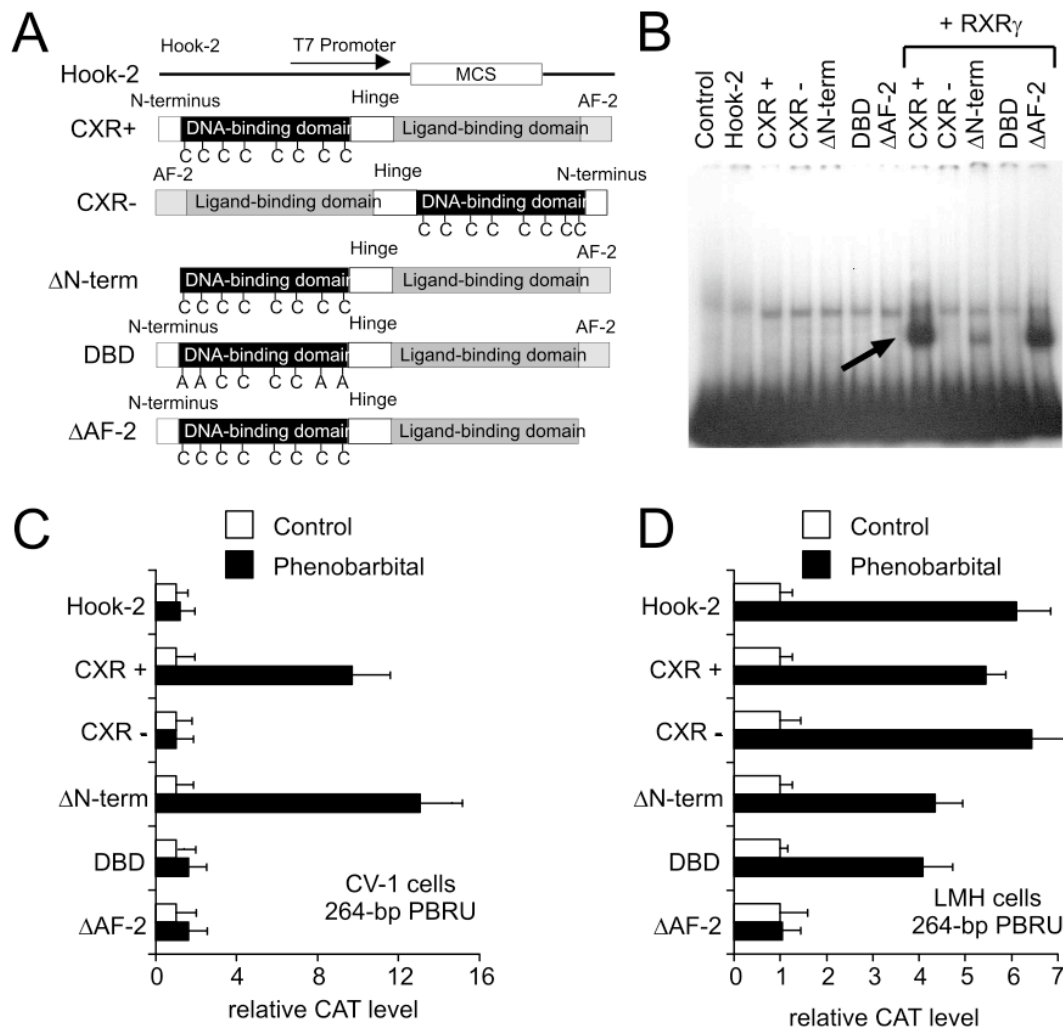 A
Hook-2
T7 Promoter
Hook-2
MCS
N-terminus
Hinge
AF-2
CXR+
DNA-binding domain
Ligand-binding domain
C C C C C C C C
AF-2
Hinge
N-terminus
CXR-
Ligand-binding domain
DNA-binding domain
C C C C C C C C
Hinge
AF-2
ΔN-term
DNA-binding domain
Ligand-binding domain
C C C C C C C C
N-terminus
Hinge
AF-2
DBD
DNA-binding domain
Ligand-binding domain
A A C C C C A A
N-terminus
Hinge
ΔAF-2
DNA-binding domain
Ligand-binding domain
C C C C C C C C
B
+ RXRγ
Control
Hook-2
CXR +
CXR -
ΔN-term
DBD
ΔAF-2
CXR +
CXR -
ΔN-term
DBD
ΔAF-2
C
Control
Phenobarbital
Hook-2
CXR +
CXR -
ΔN-term
DBD
ΔAF-2
CV-1 cells
264-bp PBRU
0 4 8 12 16
relative CAT level
D
Control
Phenobarbital
Hook-2
CXR +
CXR -
ΔN-term
DBD
ΔAF-2
LMH cells
264-bp PBRU
0 1 2 3 4 5 6 7
relative CAT level